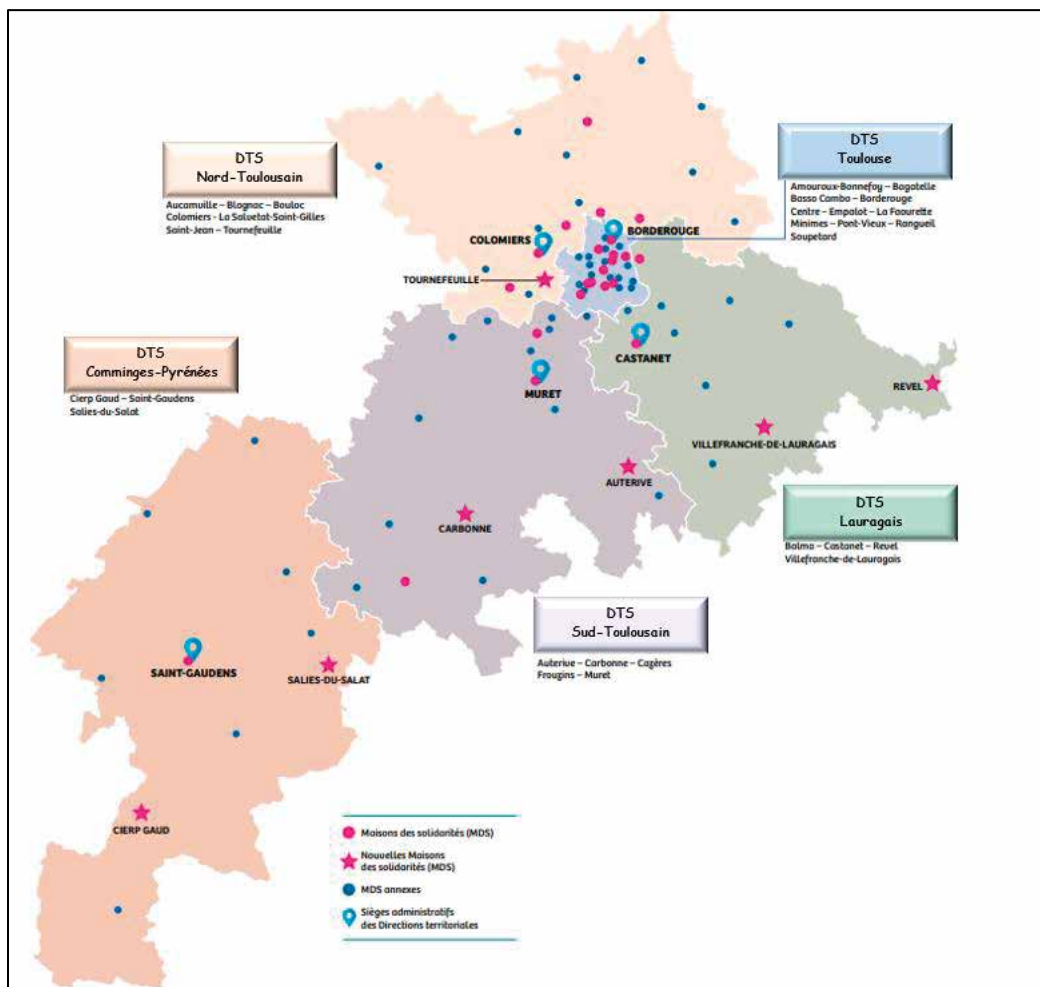 DTS
Nord-Toulousain
Aucamville – Blagnac – Bouloc
Colomiers - La Salvetat-Saint-Gilles
Saint-Jean – Tournefeuille
DTS
Toulouse
Amouroux-Bonnefoy – Bagatelle
Basso Cambo – Borderouge
Centre – Empalot – La Faourette
Minimes – Pont-Vieux – Rangueil
Soupetard
COLOMIERS
BORDEROUGE
TOURNEFEUILLE
DTS
Comminges-Pyrénées
Cierp Gaud – Saint-Gaudens
Salies-du-Salat
CASTANET
MURET
REVEL
VILLEFRANCHE-DE-LAURAGAIS
AUTERIVE
CARBONNE
DTS
Lauragais
Balma – Castanet – Revel
Villefranche-de-Lauragais
DTS
Sud-Toulousain
Auterive – Carbonne – Cazères
Frouzins – Muret
SAINT-GAUDENS
SALIES-DU-SALAT
CIERP GAUD
Maisons des solidarités (MDS)
Nouvelles Maisons
des solidarités (MDS)
MDS annexes
Sièges administratifs
des Directions territoriales